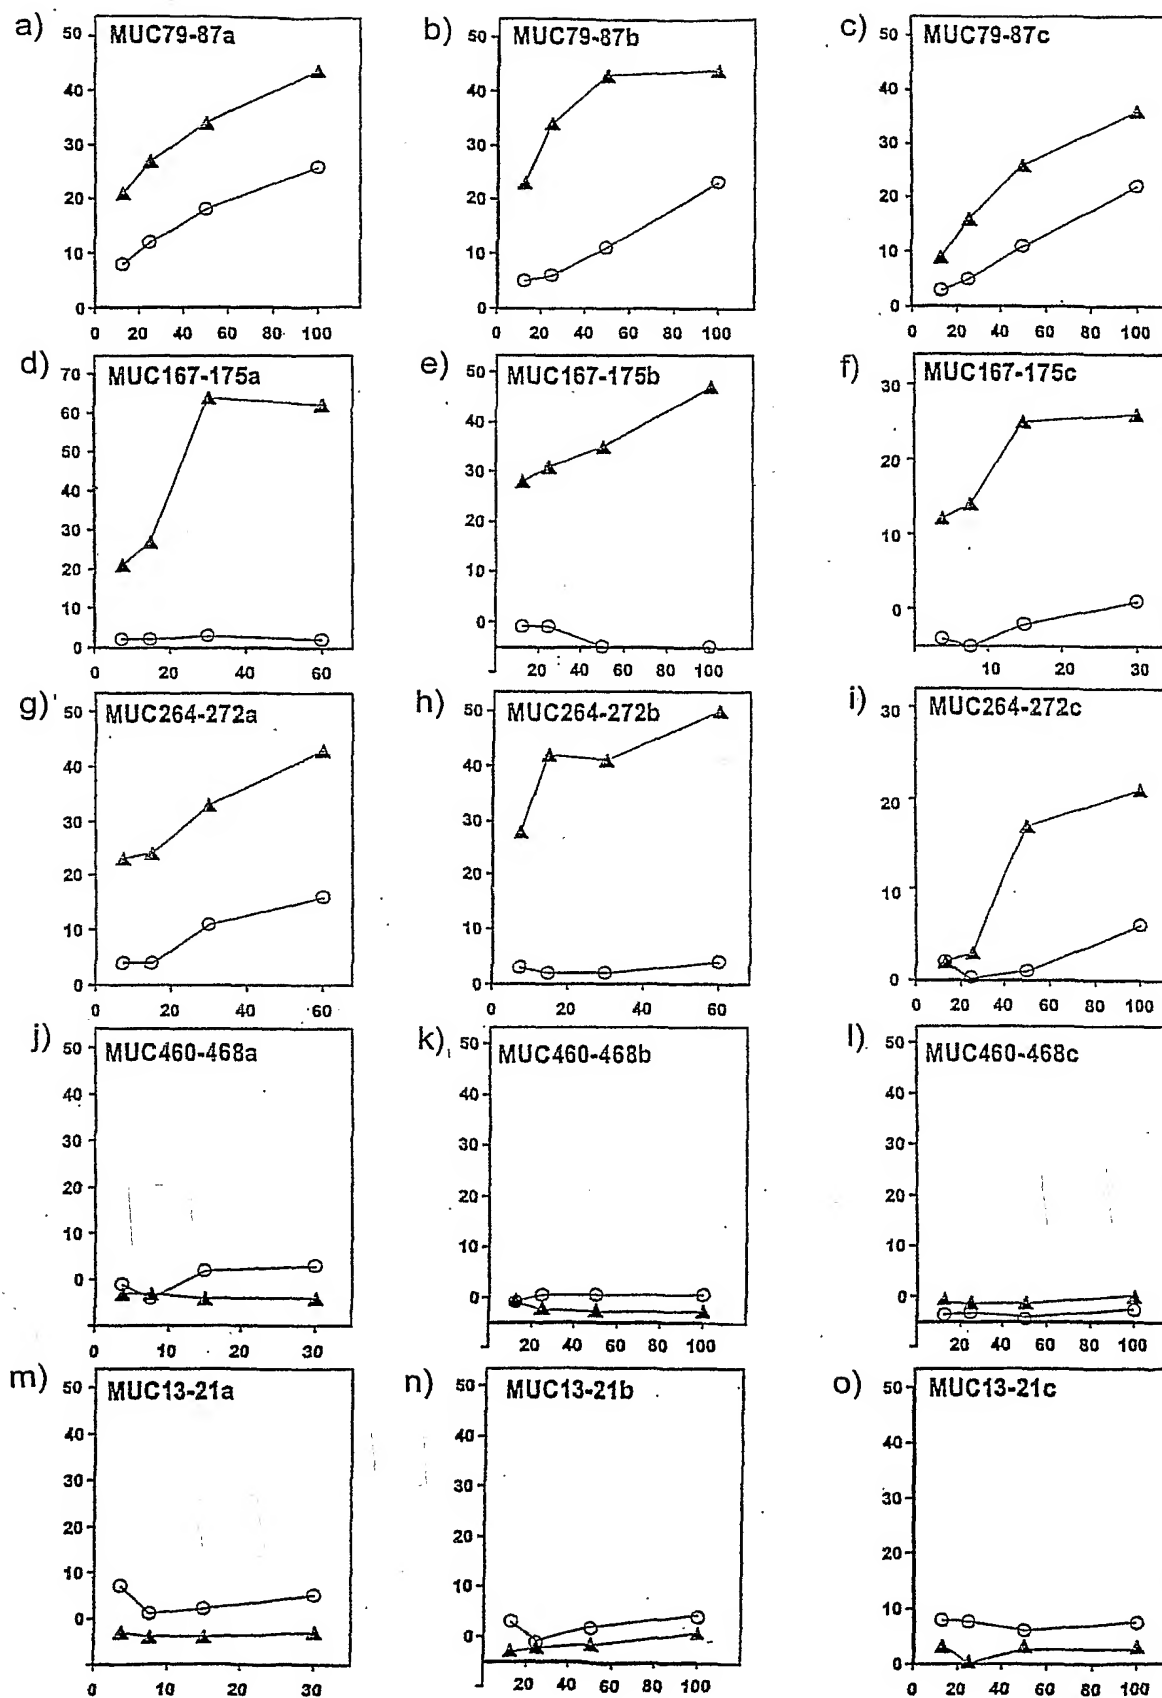 a) MUC79-87a
50
40
30
20
10
0
0 20 40 60 80 100
b) MUC79-87b
50
40
30
20
10
0
0 20 40 60 80 100
c) MUC79-87c
50
40
30
20
10
0
0 20 40 60 80 100
d) MUC167-175a
70
60
50
40
30
20
10
0
0 20 40 60
e) MUC167-175b
50
40
30
20
10
0
20 40 60 80 100
f) MUC167-175c
30
20
10
0
10 20 30
g) MUC264-272a
50
40
30
20
10
0
0 20 40 60
h) MUC264-272b
50
40
30
20
10
0
0 20 40 60
i) MUC264-272c
30
20
10
0
0 20 40 60 80 100
j) MUC460-468a
50
40
30
20
10
0
0 10 20 30
k) MUC460-468b
50
40
30
20
10
0
20 40 60 80 100
l) MUC460-468c
50
40
30
20
10
0
20 40 60 80 100
m) MUC13-21a
50
40
30
20
10
0
0 10 20 30
n) MUC13-21b
50
40
30
20
10
0
20 40 60 80 100
o) MUC13-21c
50
40
30
20
10
0
0 20 40 60 80 100